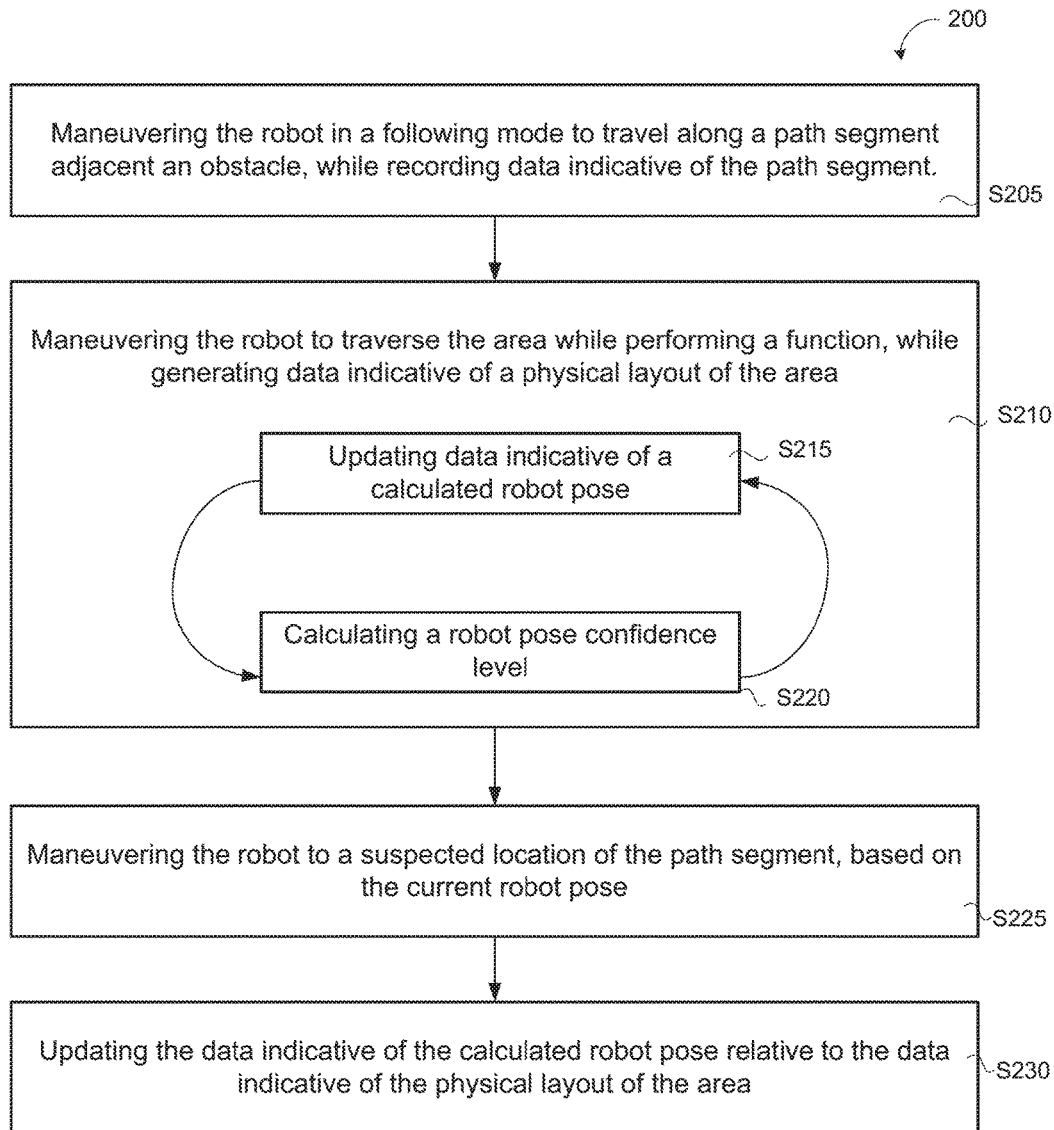 200
Maneuvering the robot in a following mode to travel along a path segment
adjacent an obstacle, while recording data indicative of the path segment.
S205
Maneuvering the robot to traverse the area while performing a function, while
generating data indicative of a physical layout of the area
S210
Updating data indicative of a
calculated robot pose
S215
Calculating a robot pose confidence
level
S220
Maneuvering the robot to a suspected location of the path segment, based on
the current robot pose
S225
Updating the data indicative of the calculated robot pose relative to the data
indicative of the physical layout of the area
S230